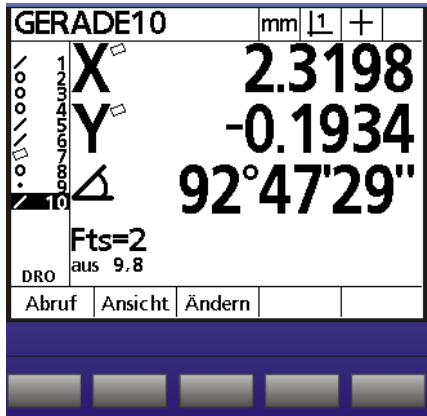 GERADE10 mm 1
1 X 2.3198
2
3
4
5 Y -0.1934
6
7
8
9 92°47'29"
10
Fts=2
aus 9,8
DRO
Abruf Ansicht Ändern